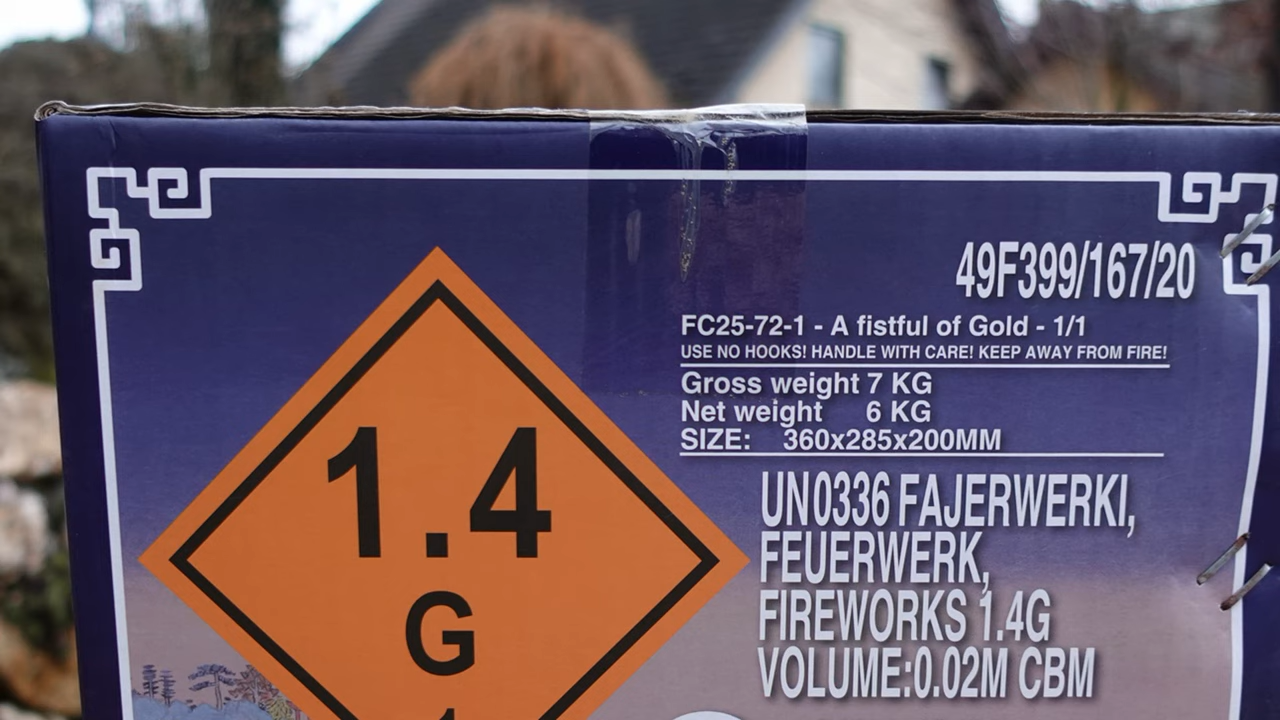 49F399/167/20
FC25-72-1 - A fistful of Gold - 1/1
USE NO HOOKS! HANDLE WITH CARE! KEEP AWAY FROM FIRE!
Gross weight 7 KG
Net weight 6 KG
SIZE: 360x285x200MM
1.4
G
UN0336 FAJERWERKI,
FEUERWERK,
FIREWORKS 1.4G
VOLUME:0.02M CBM